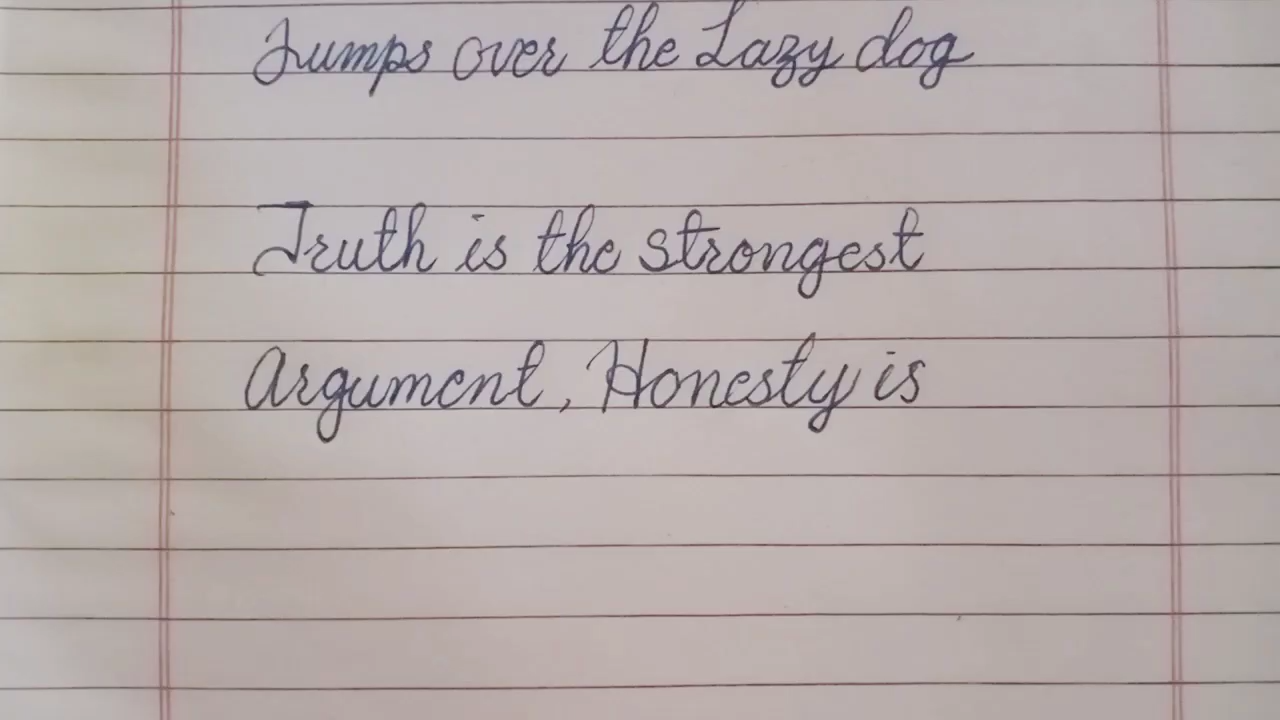 Jumps over the Lazy dog
Truth is the strongest
Argument, Honesty is